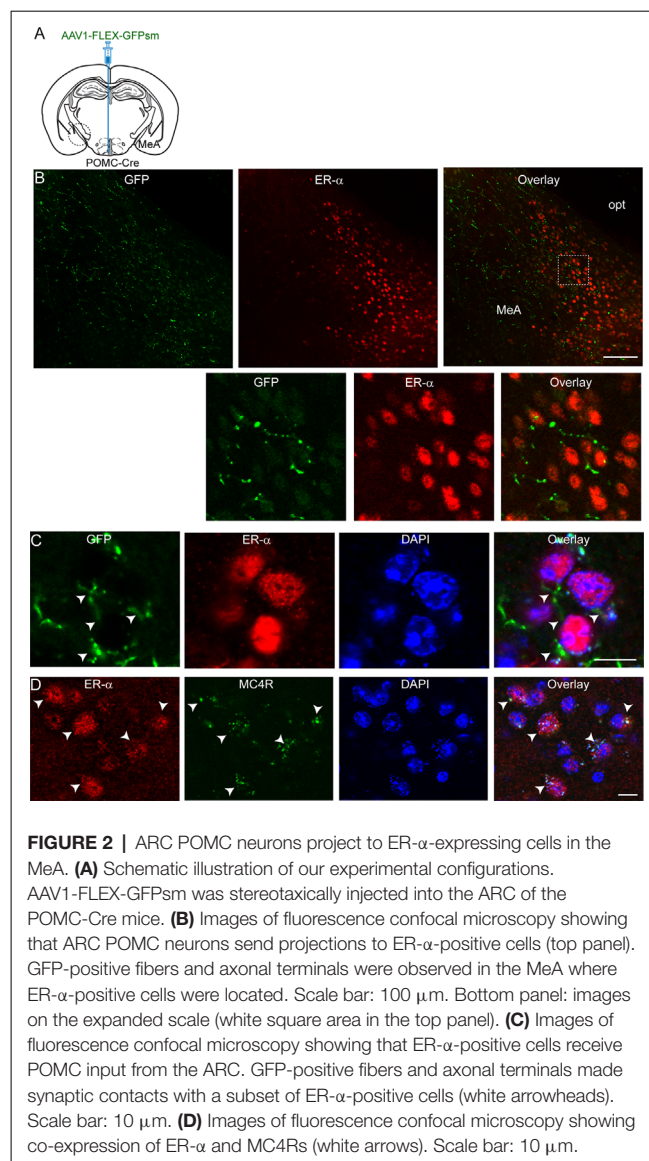 A
AAV1-FLEX-GFPsm
MeA
POMC-Cre
B
GFP
ER-α
Overlay
opt
MeA
GFP
ER-α
Overlay
C
GFP
ER-α
DAPI
Overlay
D
ER-α
MC4R
DAPI
Overlay
FIGURE 2 | ARC POMC neurons project to ER-α-expressing cells in the
MeA. (A) Schematic illustration of our experimental configurations.
AAV1-FLEX-GFPsm was stereotaxically injected into the ARC of the
POMC-Cre mice. (B) Images of fluorescence confocal microscopy showing
that ARC POMC neurons send projections to ER-α-positive cells (top panel).
GFP-positive fibers and axonal terminals were observed in the MeA where
ER-α-positive cells were located. Scale bar: 100 μm. Bottom panel: images
on the expanded scale (white square area in the top panel). (C) Images of
fluorescence confocal microscopy showing that ER-α-positive cells receive
POMC input from the ARC. GFP-positive fibers and axonal terminals made
synaptic contacts with a subset of ER-α-positive cells (white arrowheads).
Scale bar: 10 μm. (D) Images of fluorescence confocal microscopy showing
co-expression of ER-α and MC4Rs (white arrows). Scale bar: 10 μm.